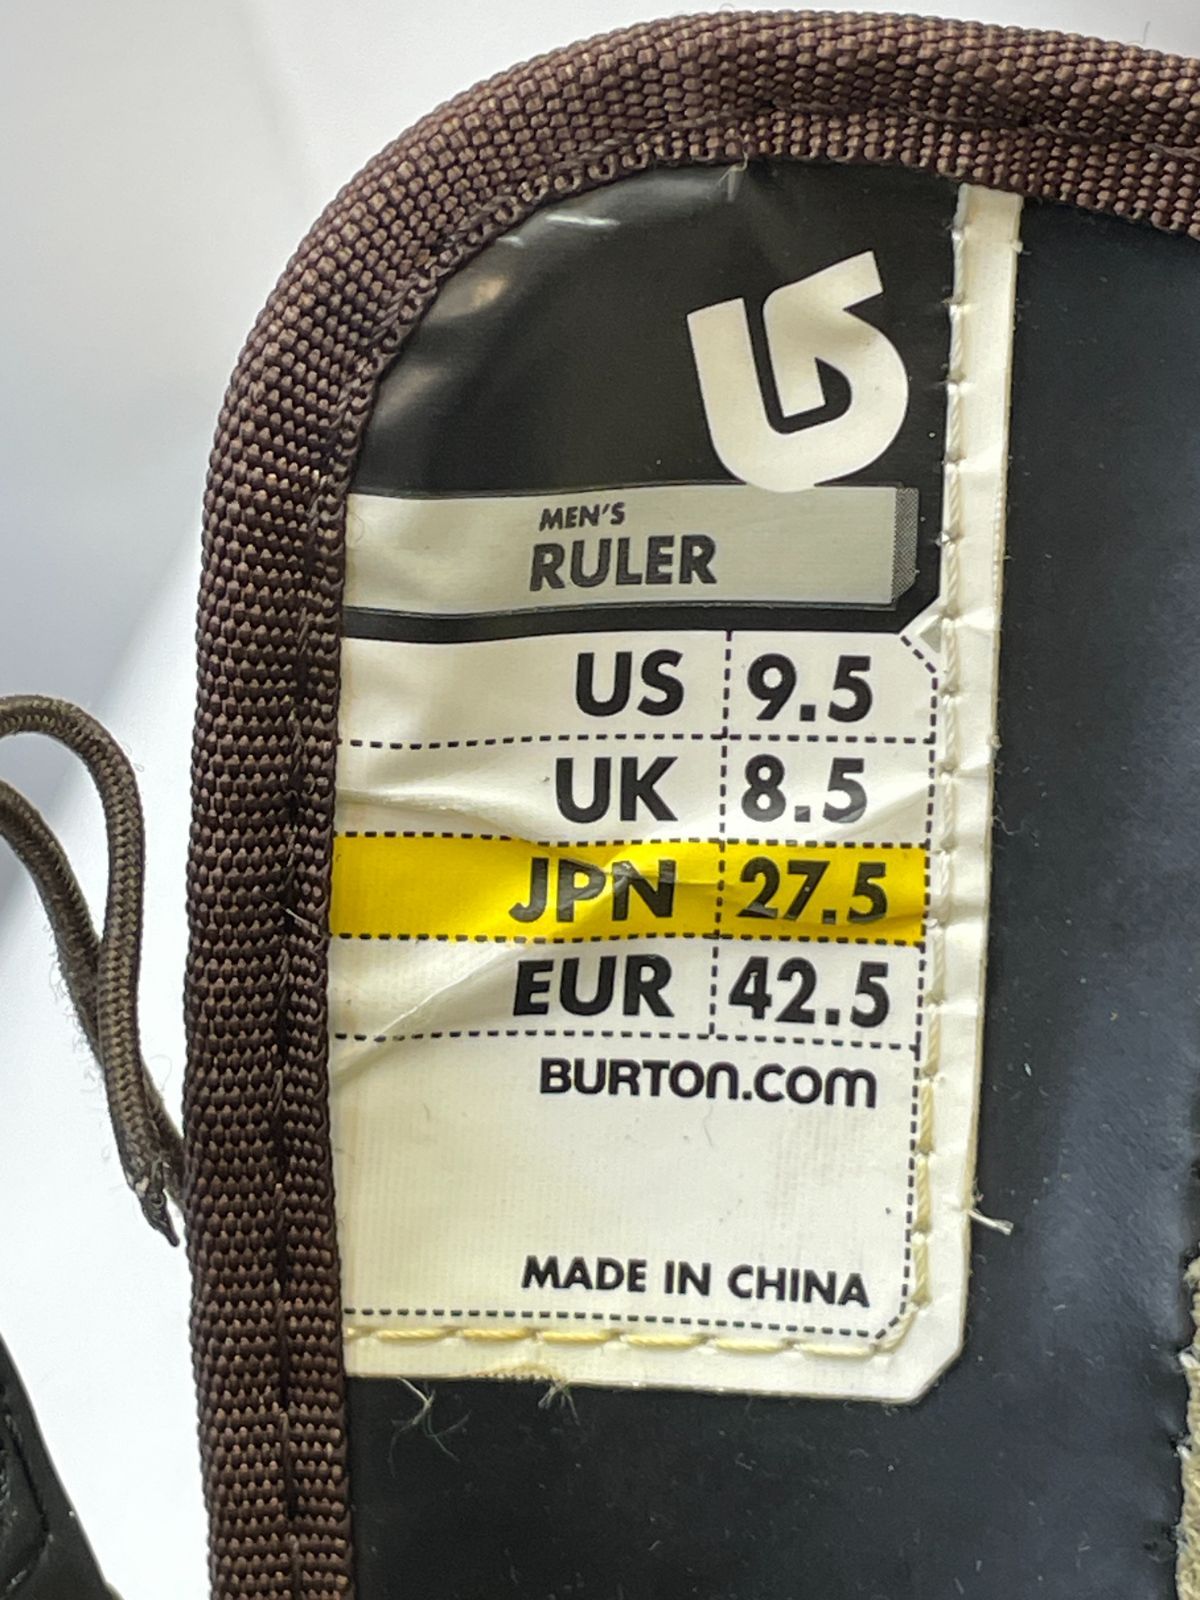 MEN'S
RULER
US 9.5
UK 8.5
JPN 27.5
EUR 42.5
BURTON.COM
MADE IN CHINA